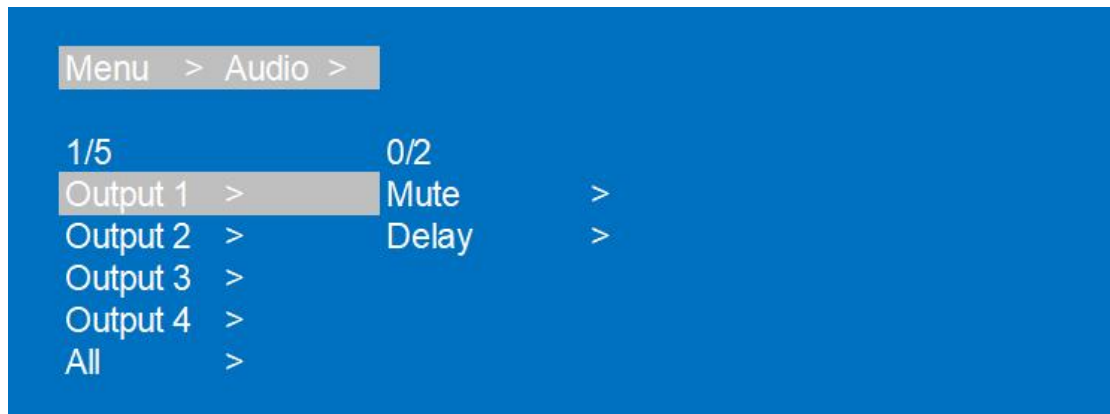 Menu > Audio >
1/5 0/2
Output 1 > Mute >
Output 2 > Delay >
Output 3 >
Output 4 >
All >